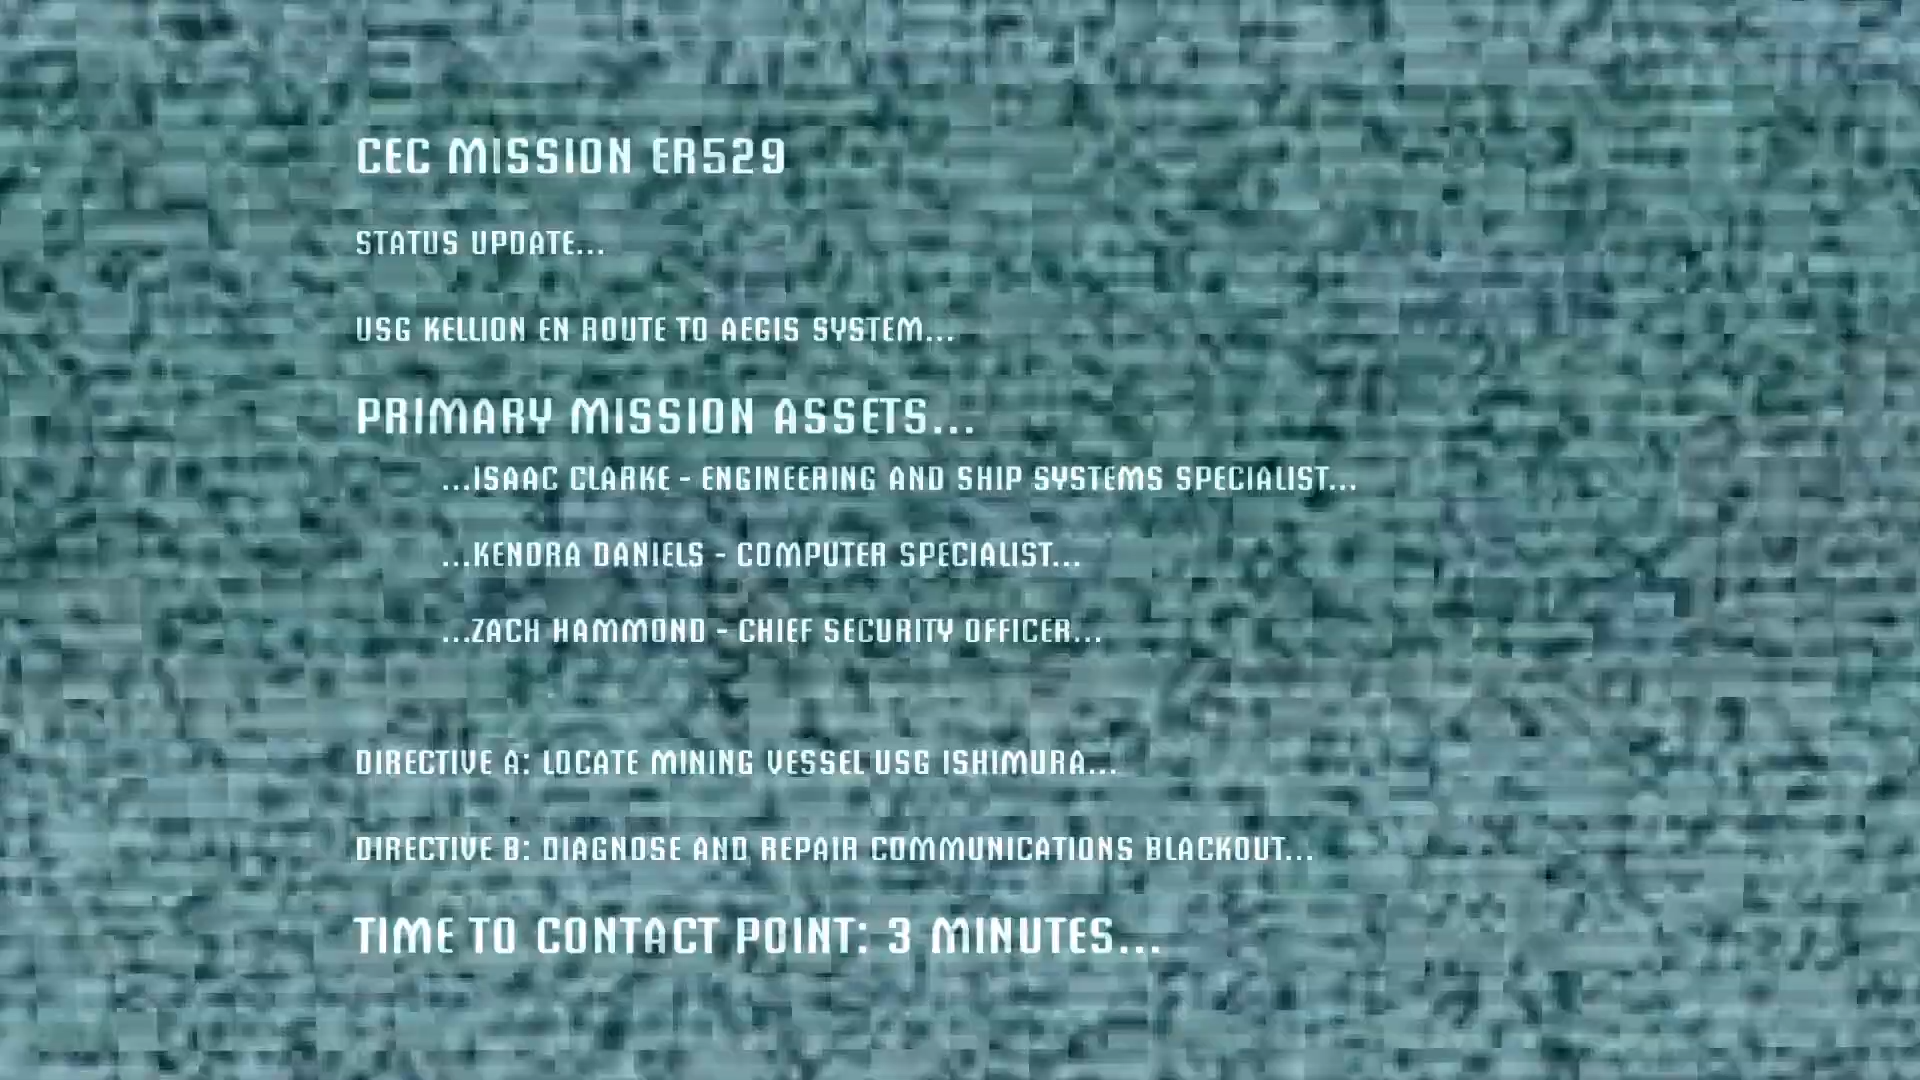 CEC MISSION ER529
STATUS UPDATE...
USG KELLION EN ROUTE TO AEGIS SYSTEM...
PRIMARY MISSION ASSETS...
...ISAAC CLARKE - ENGINEERING AND SHIP SYSTEMS SPECIALIST...
...KENDRA DANIELS - COMPUTER SPECIALIST...
...ZACH HAMMOND - CHIEF SECURITY OFFICER...
DIRECTIVE A: LOCATE MINING VESSEL USG ISHIMURA...
DIRECTIVE B: DIAGNOSE AND REPAIR COMMUNICATIONS BLACKOUT...
TIME TO CONTACT POINT: 3 MINUTES...